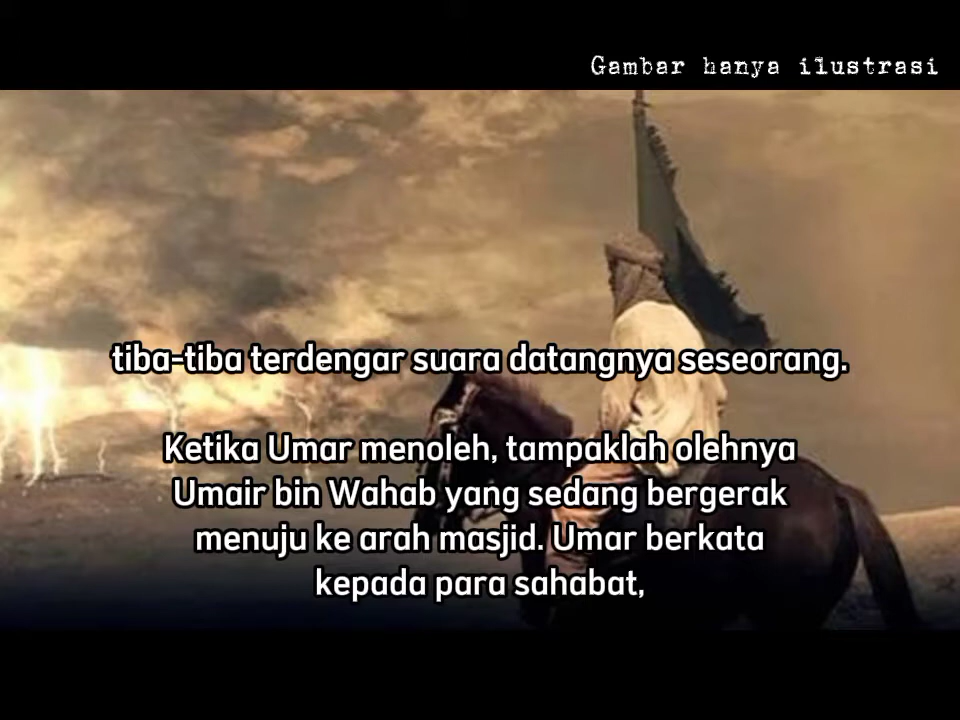 Gambar hanya ilustrasi
tiba-tiba terdengar suara datangnya seseorang.
Ketika Umar menoleh, tampaklah olehnya
Umair bin Wahab yang sedang bergerak
menuju ke arah masjid. Umar berkata
kepada para sahabat,